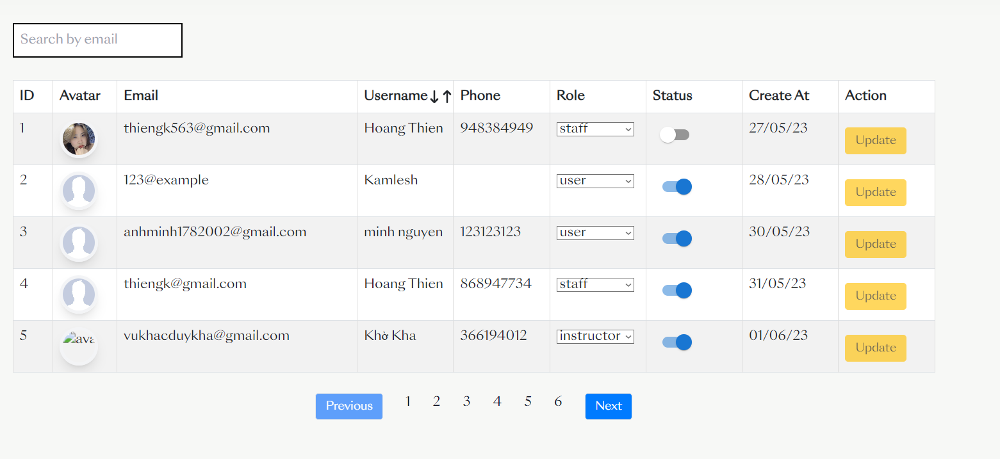 Search by email
ID Avatar Email Username↓↑ Phone Role Status Create At Action
1 thiengk563@gmail.com Hoang Thien 948384949 staff 27/05/23 Update
2 123@example Kamlesh user 28/05/23 Update
3 anhminh1782002@gmail.com minh nguyen 123123123 user 30/05/23 Update
4 thiengk@gmail.com Hoang Thien 868947734 staff 31/05/23 Update
5 ava vukhacduykha@gmail.com Khờ Kha 366194012 instructor 01/06/23 Update
Previous 1 2 3 4 5 6 Next